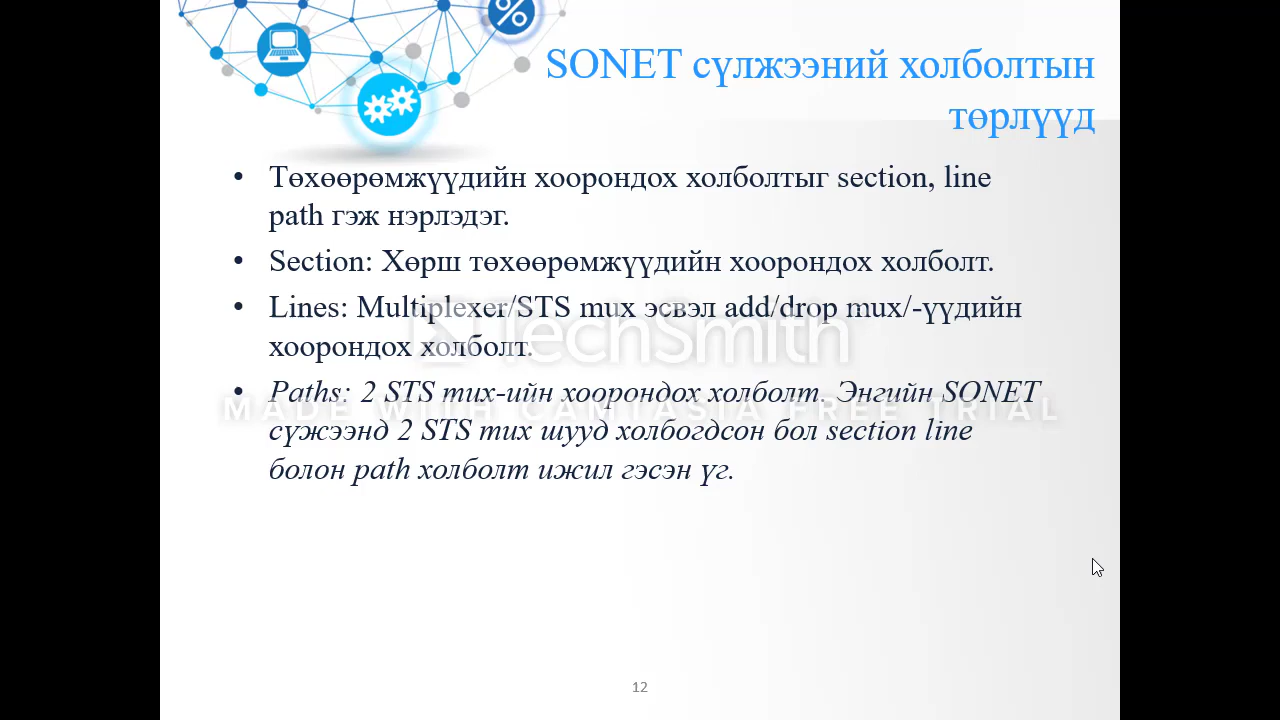 SONET сүлжээний холболтын
төрлүүд
• Төхөөрөмжүүдийн хоорондох холболтыг section, line
path гэж нэрлэдэг.
• Section: Хөрш төхөөрөмжүүдийн хоорондох холболт.
• Lines: Multiplexer/STS mux эсвэл add/drop mux/-үүдийн
хоорондох холболт.
TechSmith
• Paths: 2 STS mux-ийн хоорондох холболт. Энгийн SONET
MADE WITH CAMTASIA FREE TRIAL
сүжээнд 2 STS mux шууд холбогдсон бол section line
болон path холболт ижил гэсэн үг.
12